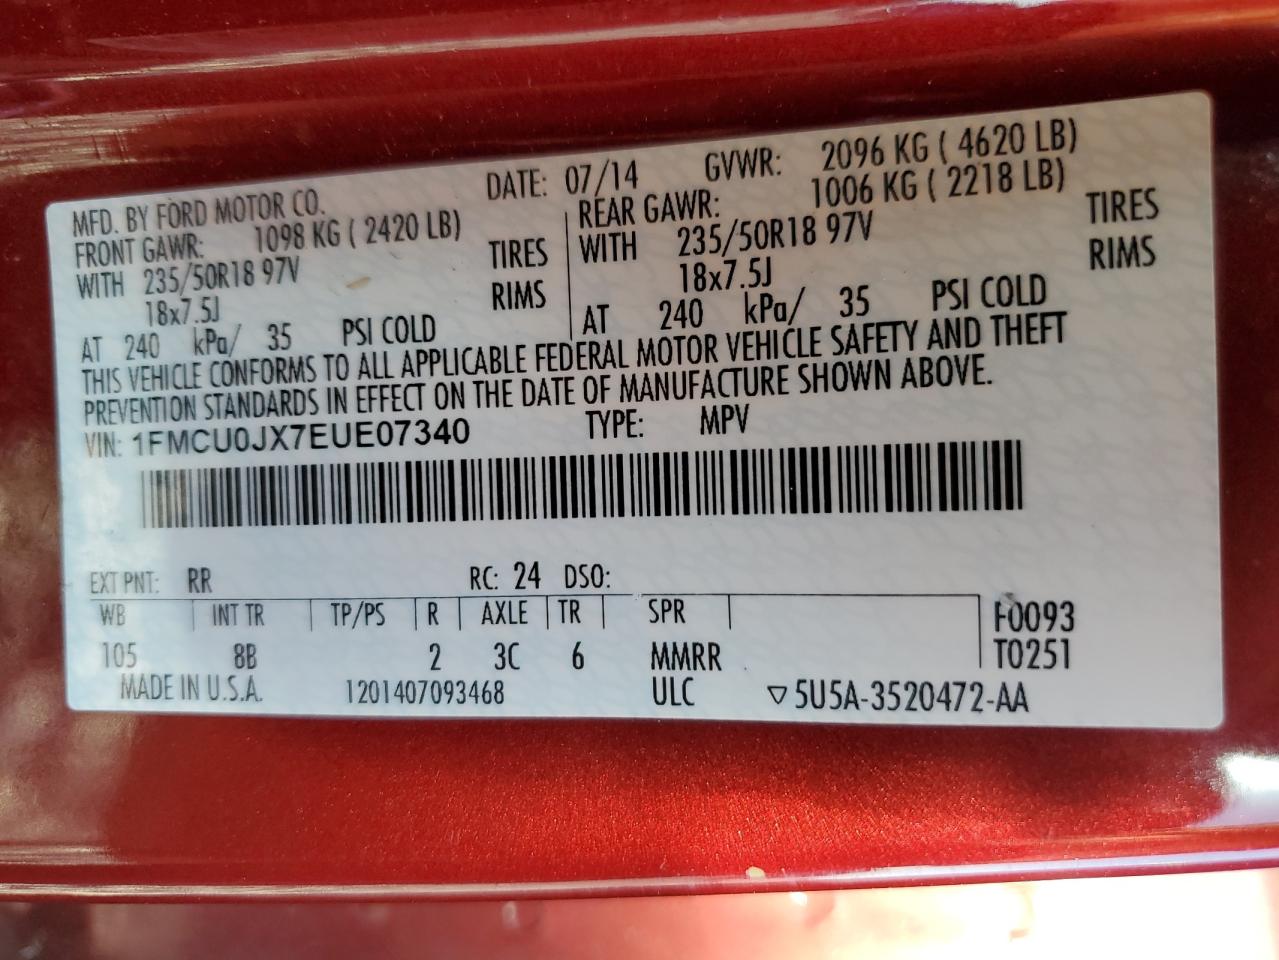 MFD. BY FORD MOTOR CO. DATE: 07/14 GVWR: 2096 KG ( 4620 LB)
FRONT GAWR: 1098 KG ( 2420 LB) REAR GAWR: 1006 KG ( 2218 LB)
WITH 235/50R18 97V TIRES WITH 235/50R18 97V TIRES
18x7.5J RIMS 18x7.5J RIMS
AT 240 kPa/ 35 PSI COLD AT 240 kPa/ 35 PSI COLD
THIS VEHICLE CONFORMS TO ALL APPLICABLE FEDERAL MOTOR VEHICLE SAFETY AND THEFT
PREVENTION STANDARDS IN EFFECT ON THE DATE OF MANUFACTURE SHOWN ABOVE.
VIN: 1FMCU0JX7EUE07340 TYPE: MPV
EXT PNT: RR RC: 24 DSO:
WB INT TR TP/PS R AXLE TR SPR F0093
105 8B 2 3C 6 MMRR T0251
MADE IN U.S.A. 1201407093468 ULC ▽5U5A-3520472-AA